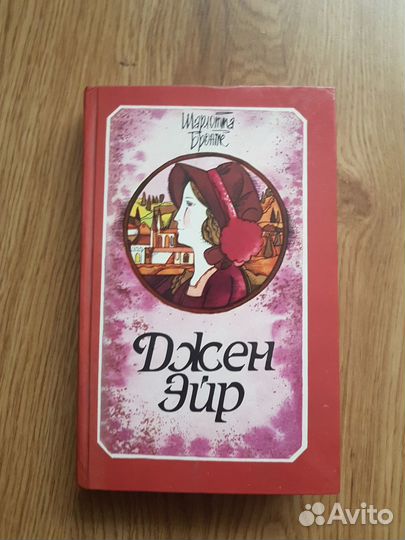 Шарлотта
Бронте
Джен
Эйр
Avito